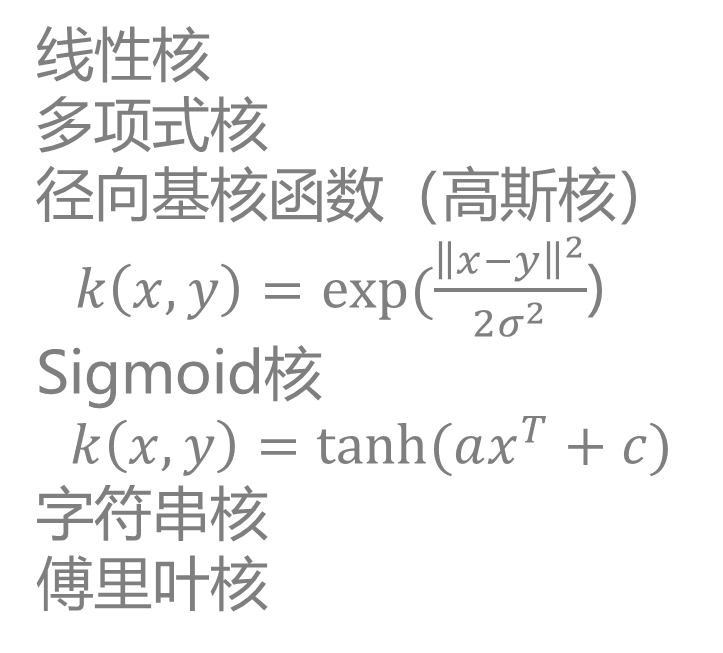 线性核
多项式核
径向基核函数（高斯核）
k(x, y) = exp(‖x−y‖²/2σ²)
Sigmoid核
k(x, y) = tanh(axᵀ + c)
字符串核
傅里叶核